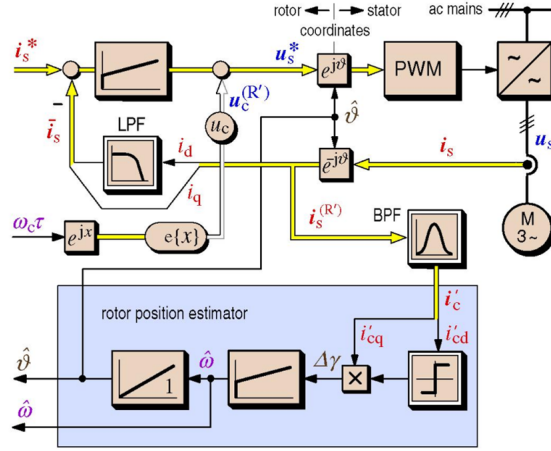 rotor stator
ac mains
coordinates
i_s*
u_s*
e^jϑ
PWM
~
~
u_c^(R′)
ϑ̂
u_s
–
ī_s
LPF
u_c
i_d
e^-jϑ̂
i_s
i_q
M
3~
ω_cτ
i_s^(R′)
BPF
e^jx
e{x}
rotor position estimator
i′_c
i′_cq
i′_cd
ϑ̂
ω̂
Δγ
1
×
ω̂